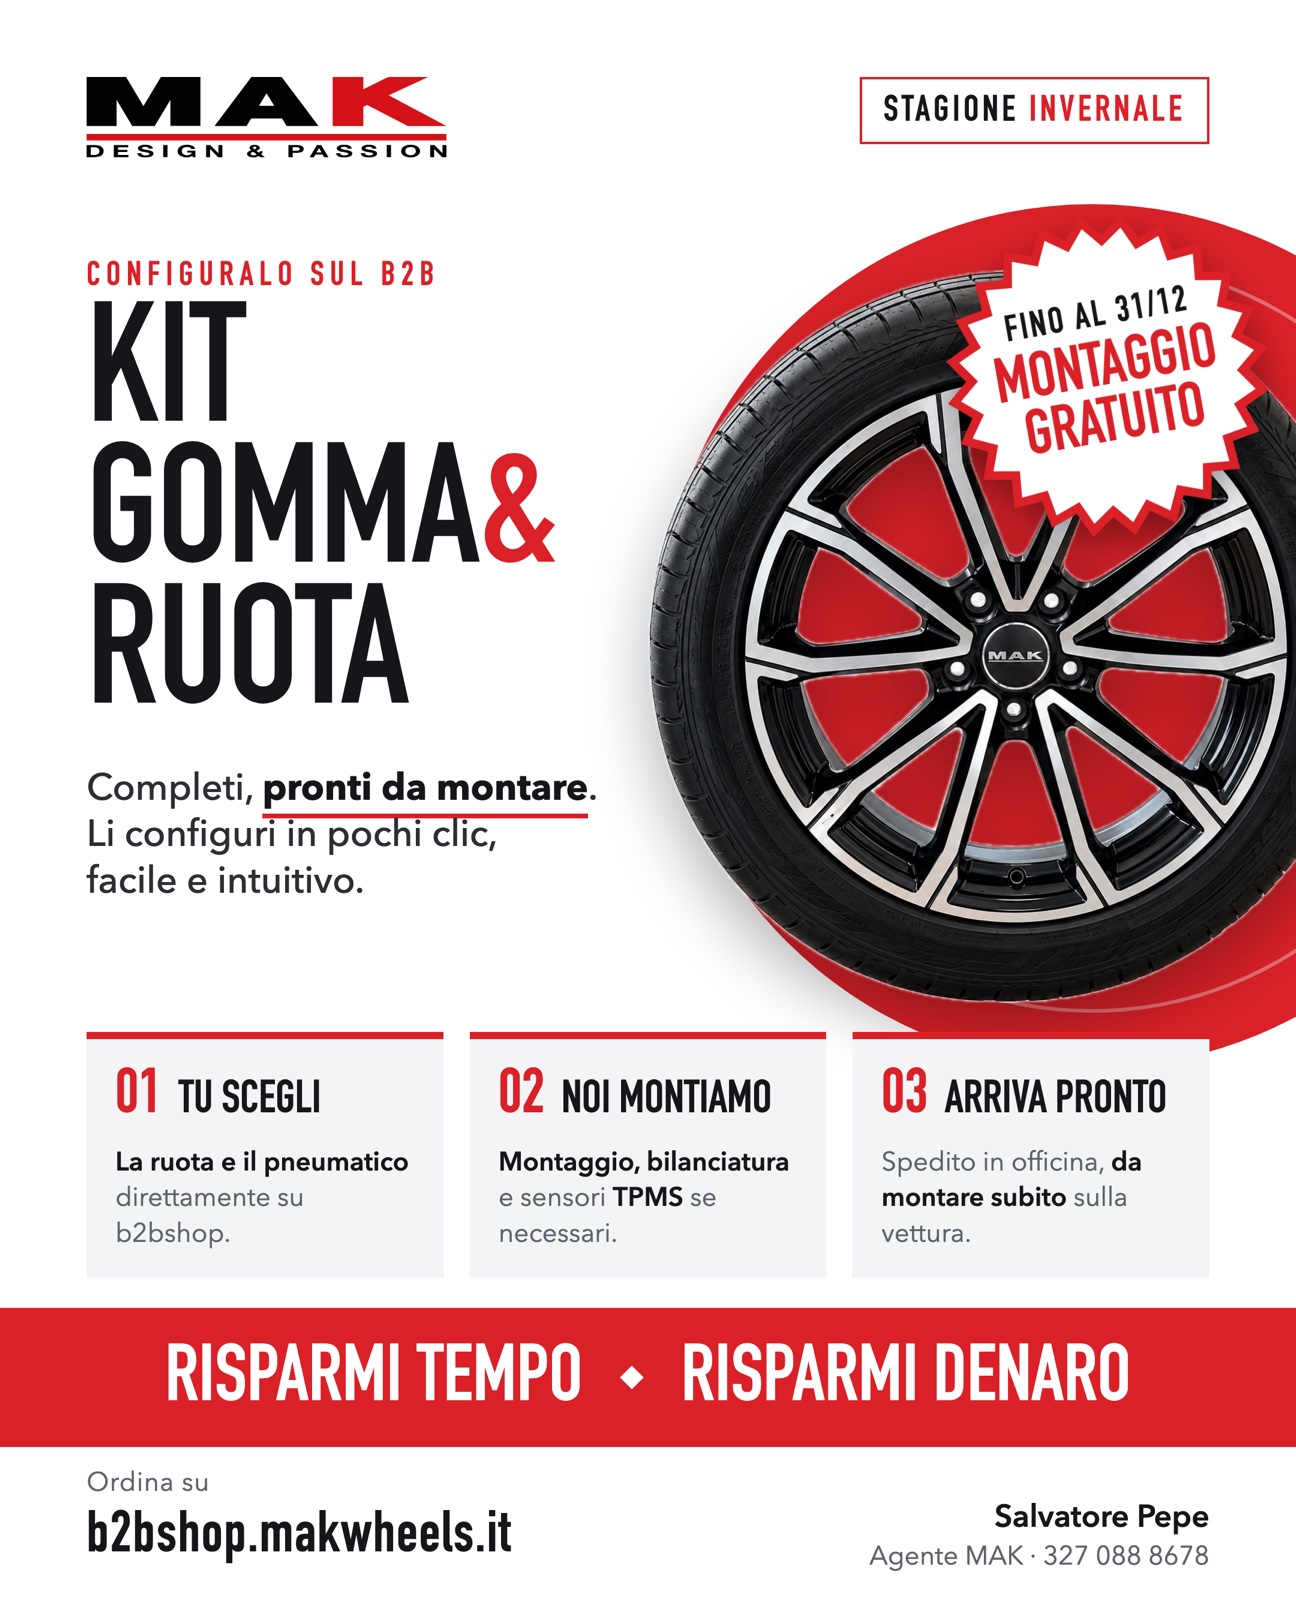 MAK
DESIGN & PASSION
STAGIONE INVERNALE
CONFIGURALO SUL B2B
KIT
GOMMA&
RUOTA
FINO AL 31/12
MONTAGGIO
GRATUITO
MAK
Completi, pronti da montare.
Li configuri in pochi clic,
facile e intuitivo.
01 TU SCEGLI
La ruota e il pneumatico
direttamente su
b2bshop.
02 NOI MONTIAMO
Montaggio, bilanciatura
e sensori TPMS se
necessari.
03 ARRIVA PRONTO
Spedito in officina, da
montare subito sulla
vettura.
RISPARMI TEMPO ◆ RISPARMI DENARO
Ordina su
b2bshop.makwheels.it
Salvatore Pepe
Agente MAK · 327 088 8678